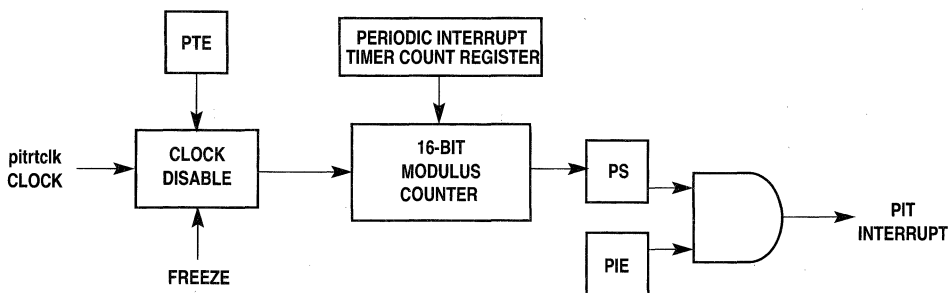 PTE
PERIODIC INTERRUPT
TIMER COUNT REGISTER
pitrtclk
CLOCK
CLOCK
DISABLE
16-BIT
MODULUS
COUNTER
PS
PIT
INTERRUPT
FREEZE
PIE